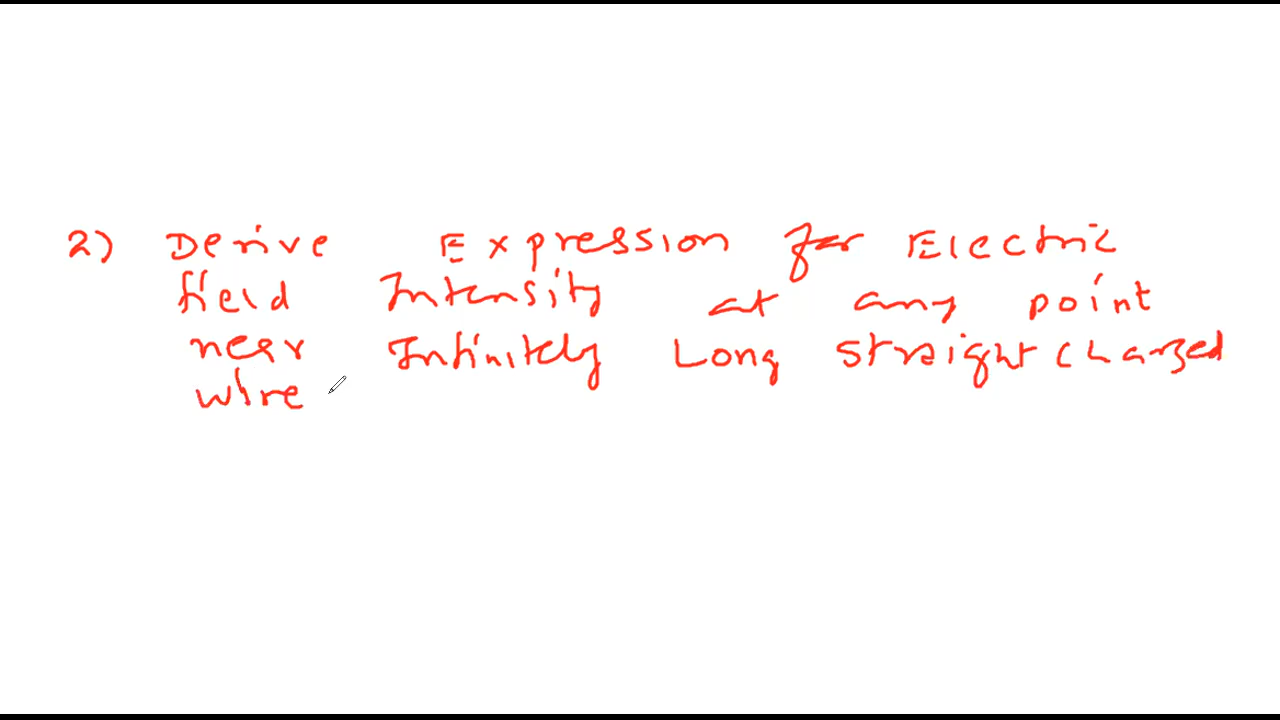 2) Derive Expression for Electric
field Intensity at any point
near Infinitely Long straight charged
wire